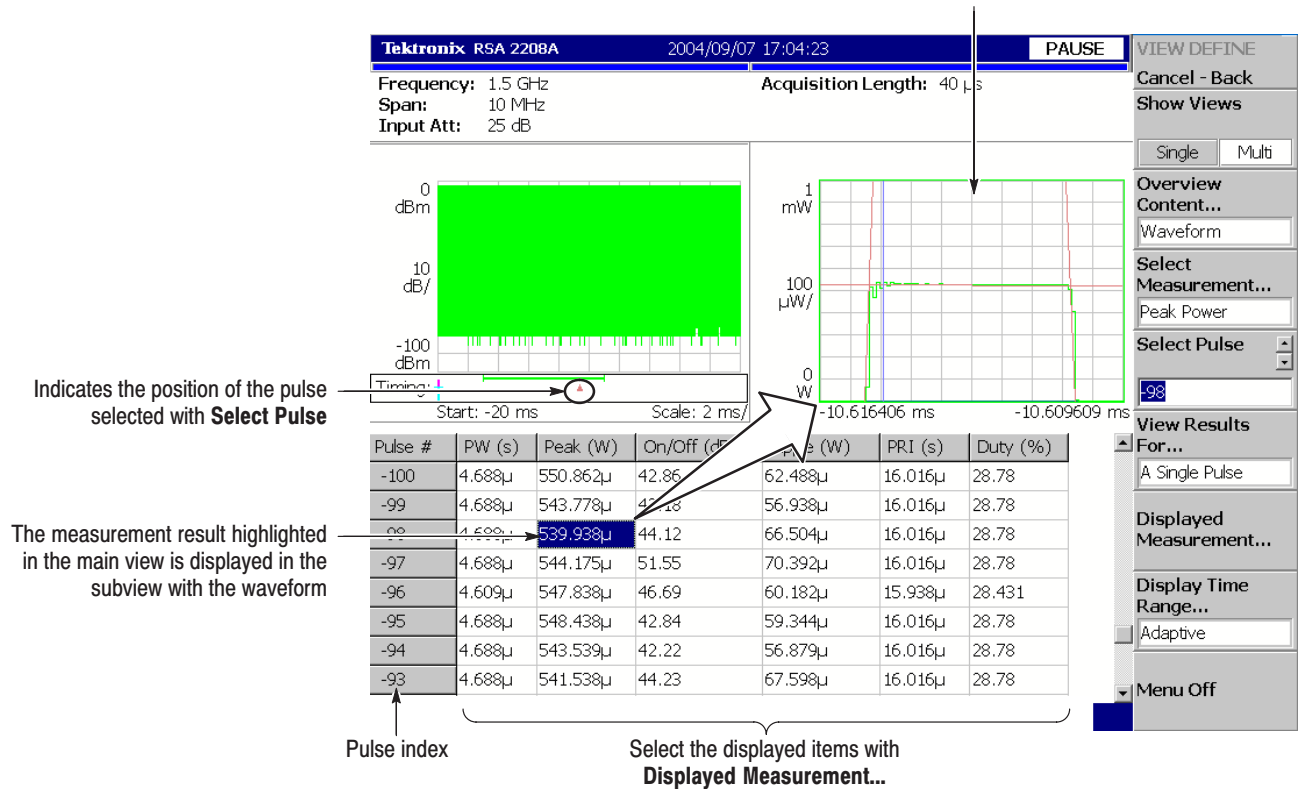 Tektronix RSA 2208A 2004/09/07 17:04:23 PAUSE
Frequency: 1.5 GHz
Span: 10 MHz
Input Att: 25 dB
Acquisition Length: 40 µs
0
dBm
10
dB/
-100
dBm
Timing:
Start: -20 ms Scale: 2 ms/
1
mW
100
µW/
0
W
-10.616406 ms -10.609609 ms
Indicates the position of the pulse
selected with Select Pulse
The measurement result highlighted
in the main view is displayed in the
subview with the waveform
Pulse # PW (s) Peak (W) On/Off (W) PRI (s) Duty (%)
-100 4.688µ 550.862µ 42.86 62.488µ 16.016µ 28.78
-99 4.688µ 543.778µ 56.938µ 16.016µ 28.78
-98 4.688µ 539.938µ 44.12 66.504µ 16.016µ 28.78
-97 4.688µ 544.175µ 51.55 70.392µ 16.016µ 28.78
-96 4.609µ 547.838µ 46.69 60.182µ 15.938µ 28.431
-95 4.688µ 548.438µ 42.84 59.344µ 16.016µ 28.78
-94 4.688µ 543.539µ 42.22 56.879µ 16.016µ 28.78
-93 4.688µ 541.538µ 44.23 67.598µ 16.016µ 28.78
Pulse index
Select the displayed items with
Displayed Measurement...
VIEW DEFINE
Cancel - Back
Show Views
Single Multi
Overview
Content...
Waveform
Select
Measurement...
Peak Power
Select Pulse
-98
View Results
For...
A Single Pulse
Displayed
Measurement...
Display Time
Range...
Adaptive
Menu Off